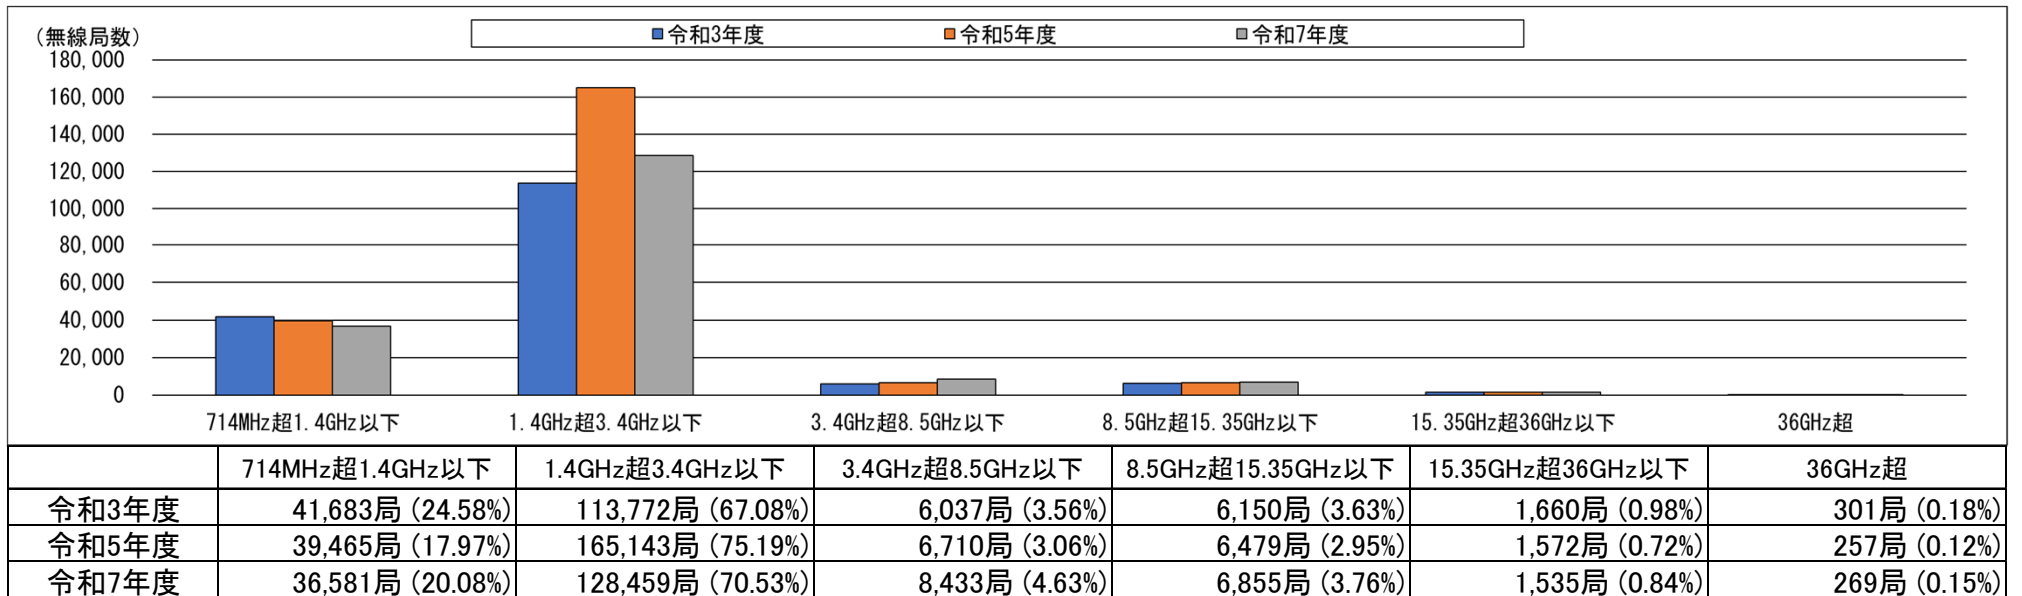 (無線局数)
令和3年度 令和5年度 令和7年度
180,000
160,000
140,000
120,000
100,000
80,000
60,000
40,000
20,000
0
714MHz超1.4GHz以下 1.4GHz超3.4GHz以下 3.4GHz超8.5GHz以下 8.5GHz超15.35GHz以下 15.35GHz超36GHz以下 36GHz超
714MHz超1.4GHz以下 1.4GHz超3.4GHz以下 3.4GHz超8.5GHz以下 8.5GHz超15.35GHz以下 15.35GHz超36GHz以下 36GHz超
令和3年度 41,683局 (24.58%) 113,772局 (67.08%) 6,037局 (3.56%) 6,150局 (3.63%) 1,660局 (0.98%) 301局 (0.18%)
令和5年度 39,465局 (17.97%) 165,143局 (75.19%) 6,710局 (3.06%) 6,479局 (2.95%) 1,572局 (0.72%) 257局 (0.12%)
令和7年度 36,581局 (20.08%) 128,459局 (70.53%) 8,433局 (4.63%) 6,855局 (3.76%) 1,535局 (0.84%) 269局 (0.15%)